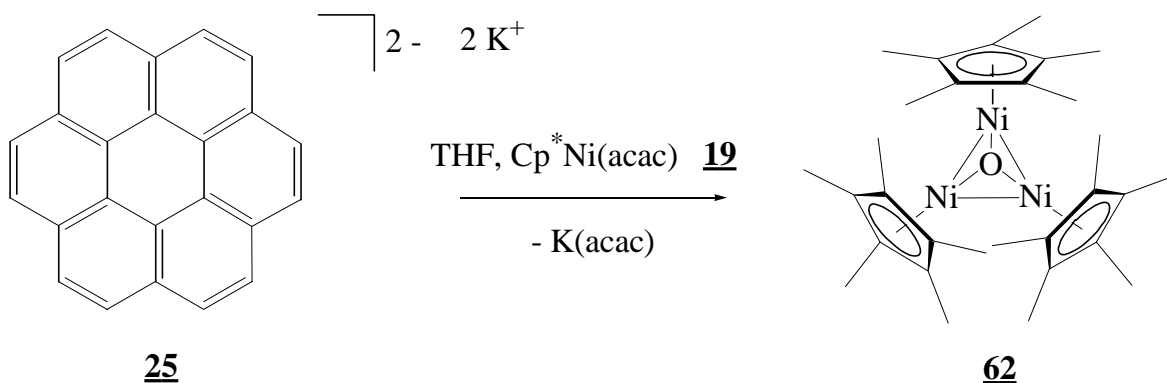 2 - 2 K+
THF, Cp*Ni(acac) 19
- K(acac)
Ni
O
Ni Ni
25
62